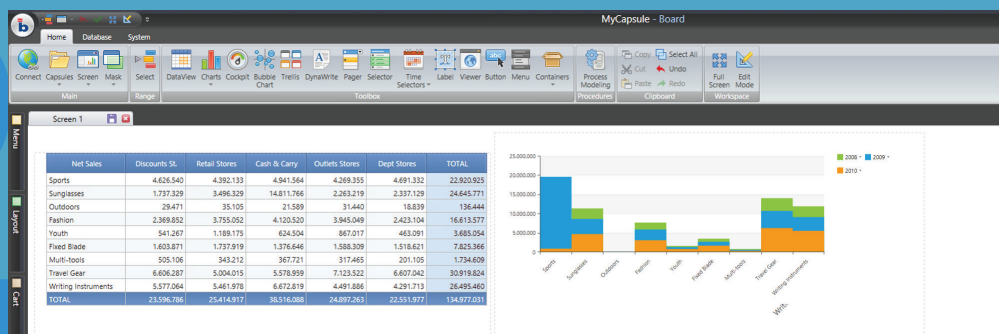 MyCapsule - Board
b
Home Database System
Connect Capsules Screen Mask Select DataView Charts Cockpit Bubble Chart Trellis DynaWrite Pager Selector Time Selectors Label Viewer Button Menu Containers Process Modeling Copy Select All Cut Undo Paste Redo Full Screen Edit Mode
Main Range Toolbox Procedures Clipboard Workspace
Screen 1
Menu
Layout
Cart
Net Sales Discounts St. Retail Stores Cash & Carry Outlets Stores Dept Stores TOTAL
Sports 4.626.540 4.392.133 4.941.564 4.269.355 4.691.332 22.920.925
Sunglasses 1.737.329 3.496.329 14.811.766 2.263.219 2.337.129 24.645.771
Outdoors 29.471 35.105 21.589 31.440 18.839 136.444
Fashion 2.369.852 3.755.052 4.120.520 3.945.049 2.423.104 16.613.577
Youth 541.267 1.189.175 624.504 867.017 463.091 3.685.054
Fixed Blade 1.603.871 1.737.919 1.376.646 1.588.309 1.518.621 7.825.366
Multi-tools 505.106 343.212 367.721 317.465 201.105 1.734.609
Travel Gear 6.606.287 5.004.015 5.578.959 7.123.522 6.607.042 30.919.824
Writing Instruments 5.577.064 5.461.978 6.672.819 4.491.886 4.291.713 26.495.460
TOTAL 23.596.786 25.414.917 38.516.088 24.897.263 22.551.977 134.977.031
25.000.000
20.000.000
15.000.000
10.000.000
5.000.000
0
Sports Sunglasses Outdoors Fashion Youth Fixed Blade Multi-tools Travel Gear Writing Instruments
2008 2009
2010